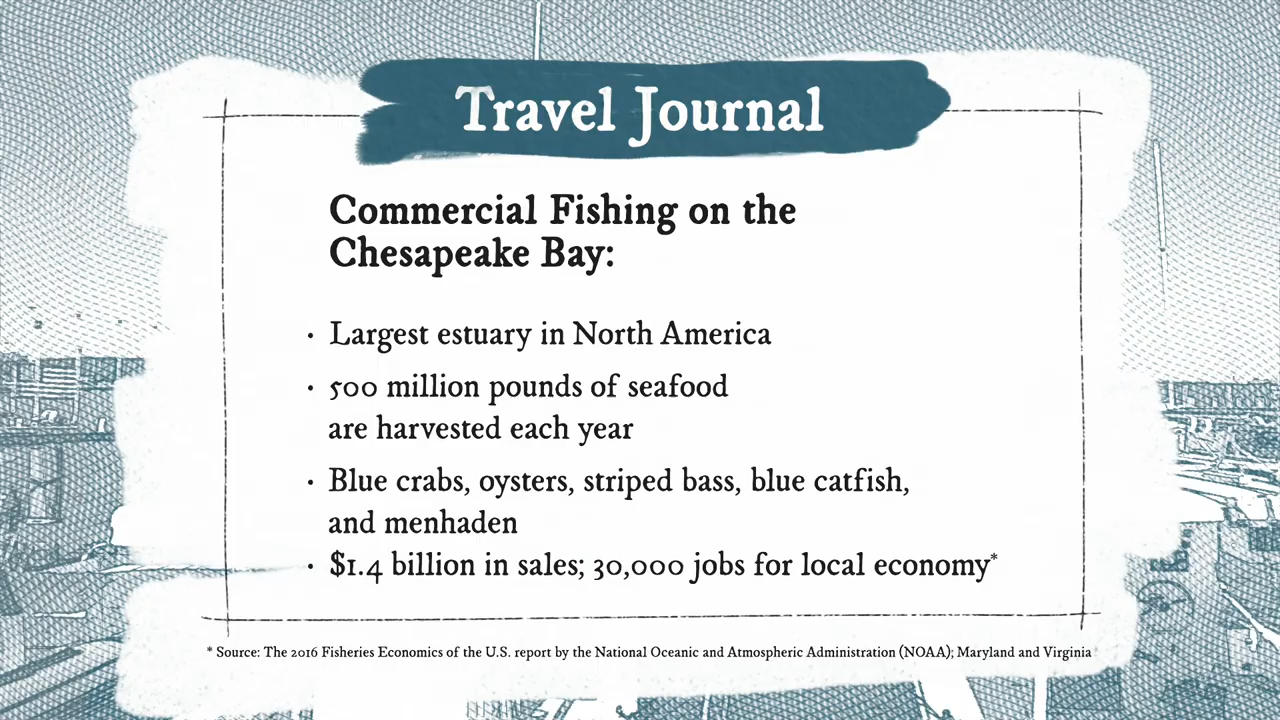 Travel Journal
Commercial Fishing on the
Chesapeake Bay:
· Largest estuary in North America
· 500 million pounds of seafood
are harvested each year
· Blue crabs, oysters, striped bass, blue catfish,
and menhaden
· $1.4 billion in sales; 30,000 jobs for local economy*
* Source: The 2016 Fisheries Economics of the U.S. report by the National Oceanic and Atmospheric Administration (NOAA); Maryland and Virginia